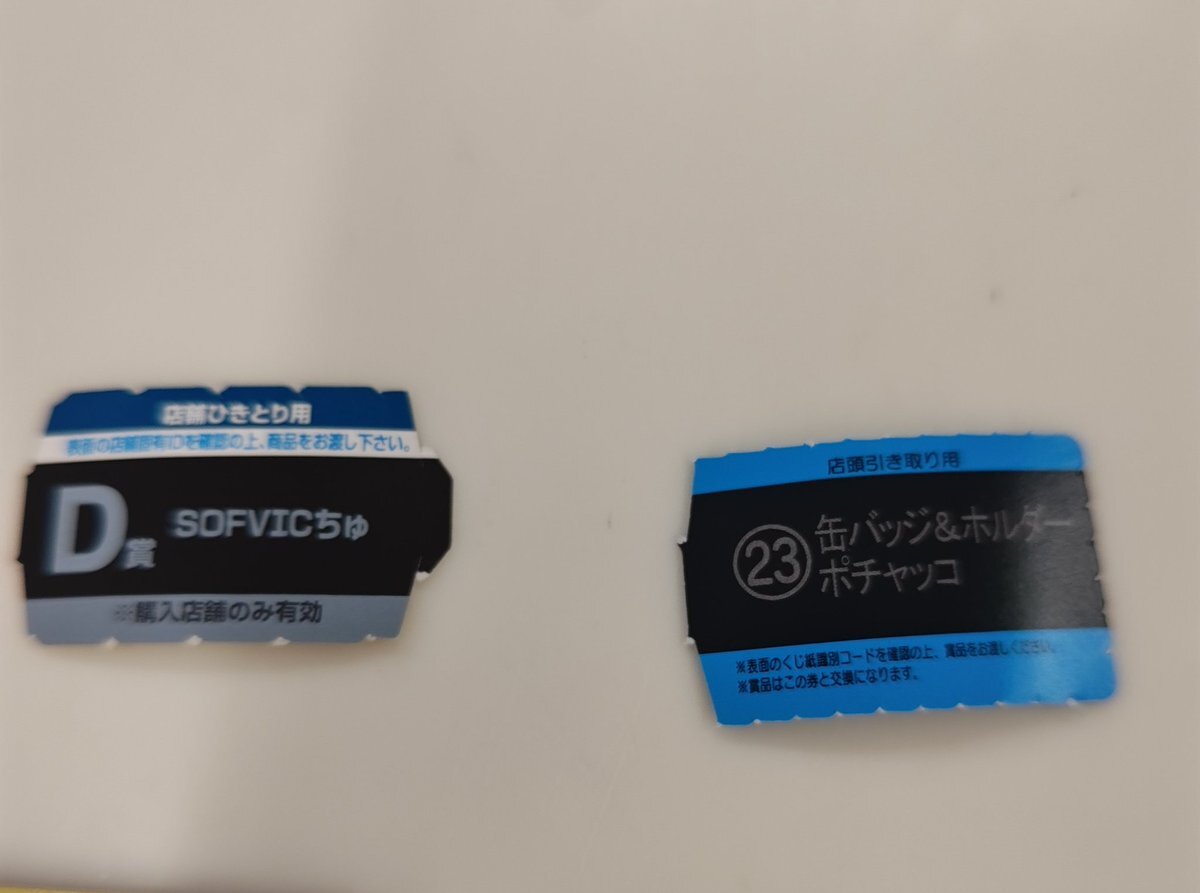 店舗ひきとり用
表面の店舗固有IDを確認の上、商品をお渡し下さい。
D賞 SOFVICちゅ
※購入店舗のみ有効
店頭引き取り用
㉓ 缶バッジ&ホルダー
ポチャッコ
※表面のくじ紙識別コードを確認の上、賞品をお渡しください。
※賞品はこの券と交換になります。